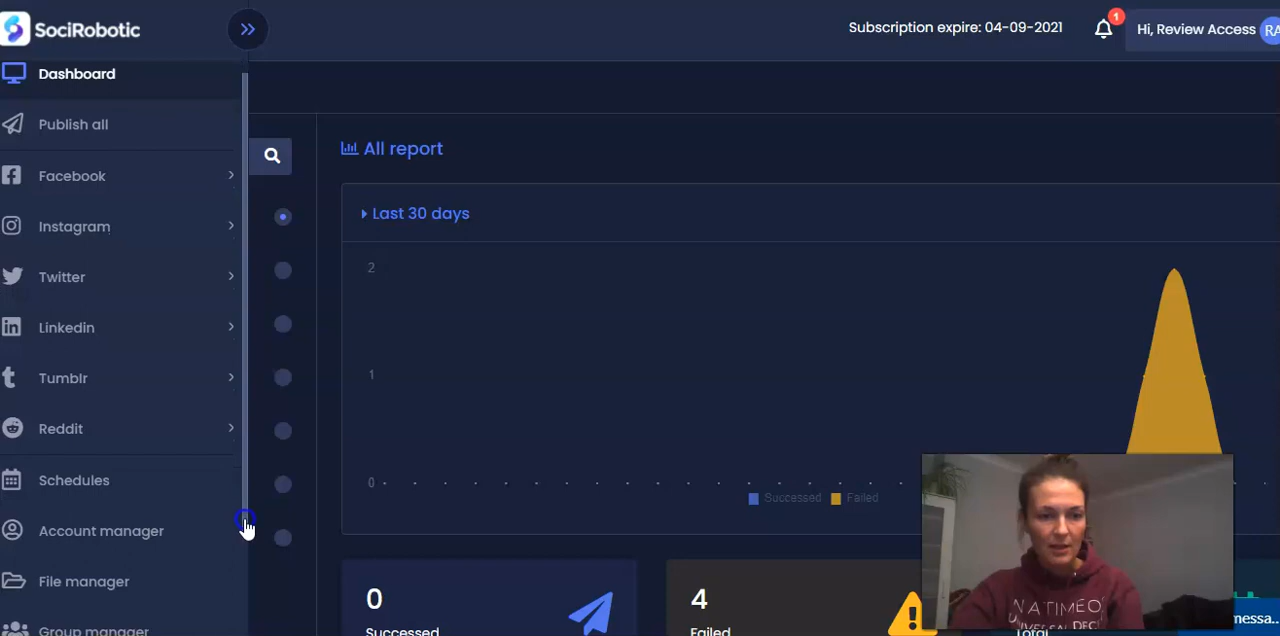 SociRobotic
Subscription expire: 04-09-2021
1
Hi, Review Access
RA
Dashboard
Publish all
Facebook
Instagram
Twitter
Linkedin
Tumblr
Reddit
Schedules
Account manager
File manager
Group manager
All report
Last 30 days
2
1
0
Successed
Failed
0
Successed
4
Failed
Total
messa...